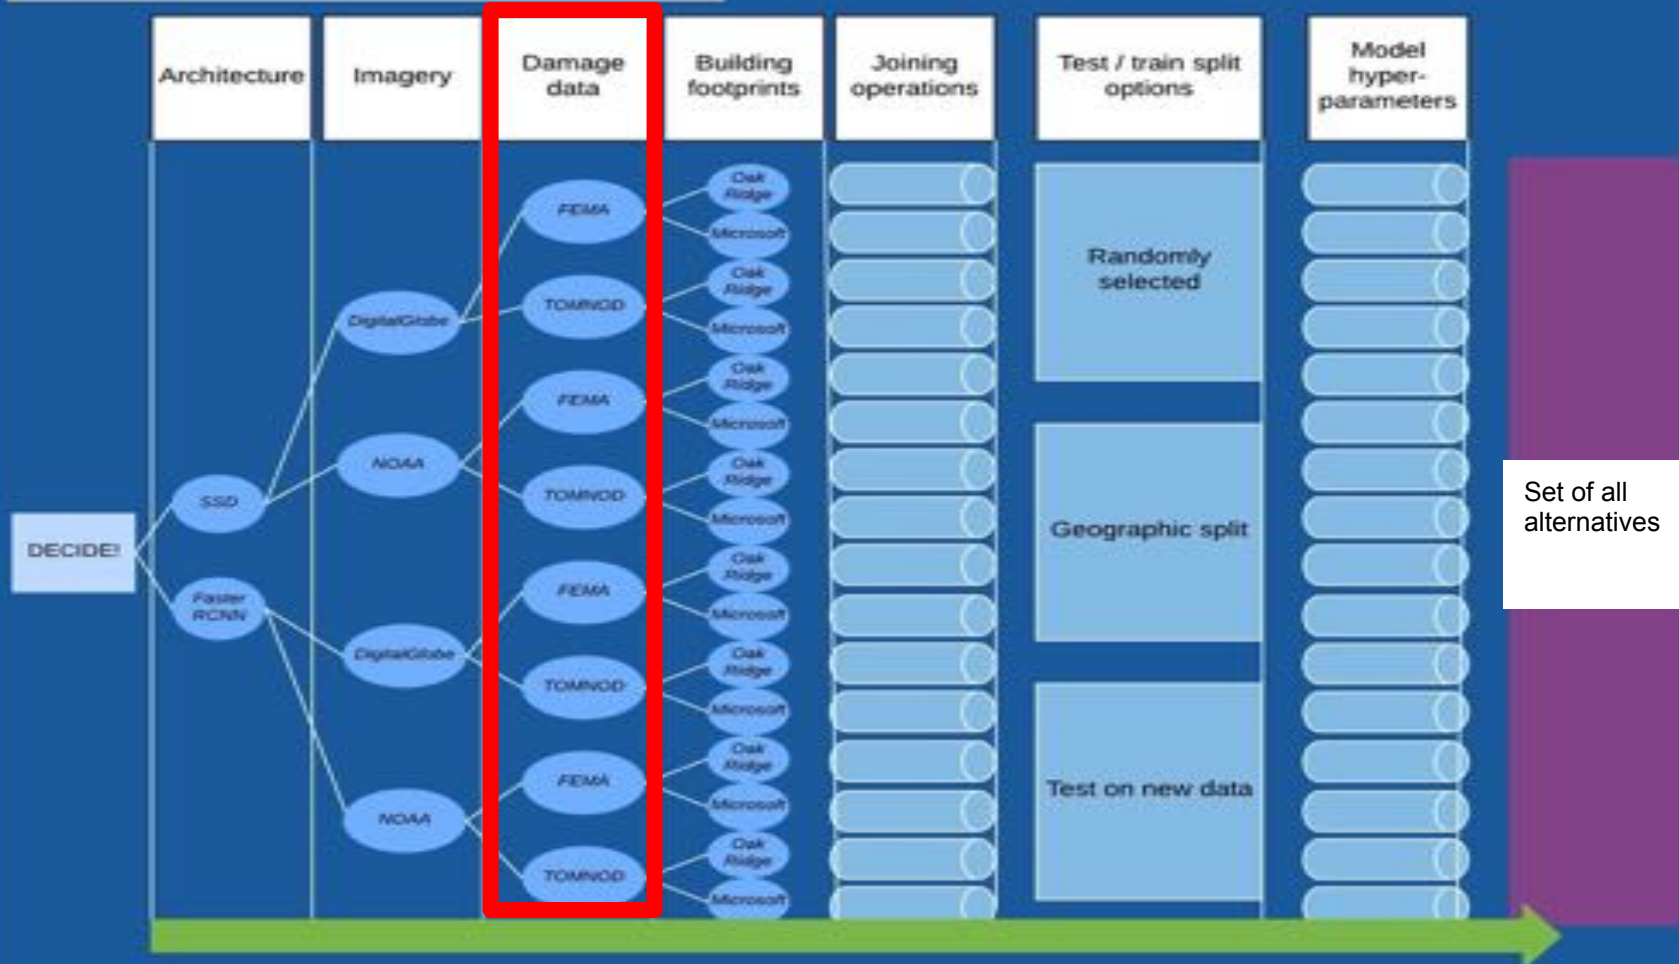 Architecture
Imagery
Damage
data
Building
footprints
Joining
operations
Test / train split
options
Model
hyper-
parameters
DECIDE!
SSD
Faster
RCNN
DigitalGlobe
NOAA
DigitalGlobe
NOAA
FEMA
TOMNOD
FEMA
TOMNOD
FEMA
TOMNOD
FEMA
TOMNOD
Oak
Ridge
Microsoft
Oak
Ridge
Microsoft
Oak
Ridge
Microsoft
Oak
Ridge
Microsoft
Oak
Ridge
Microsoft
Oak
Ridge
Microsoft
Oak
Ridge
Microsoft
Oak
Ridge
Microsoft
Randomly
selected
Geographic split
Test on new data
Set of all
alternatives